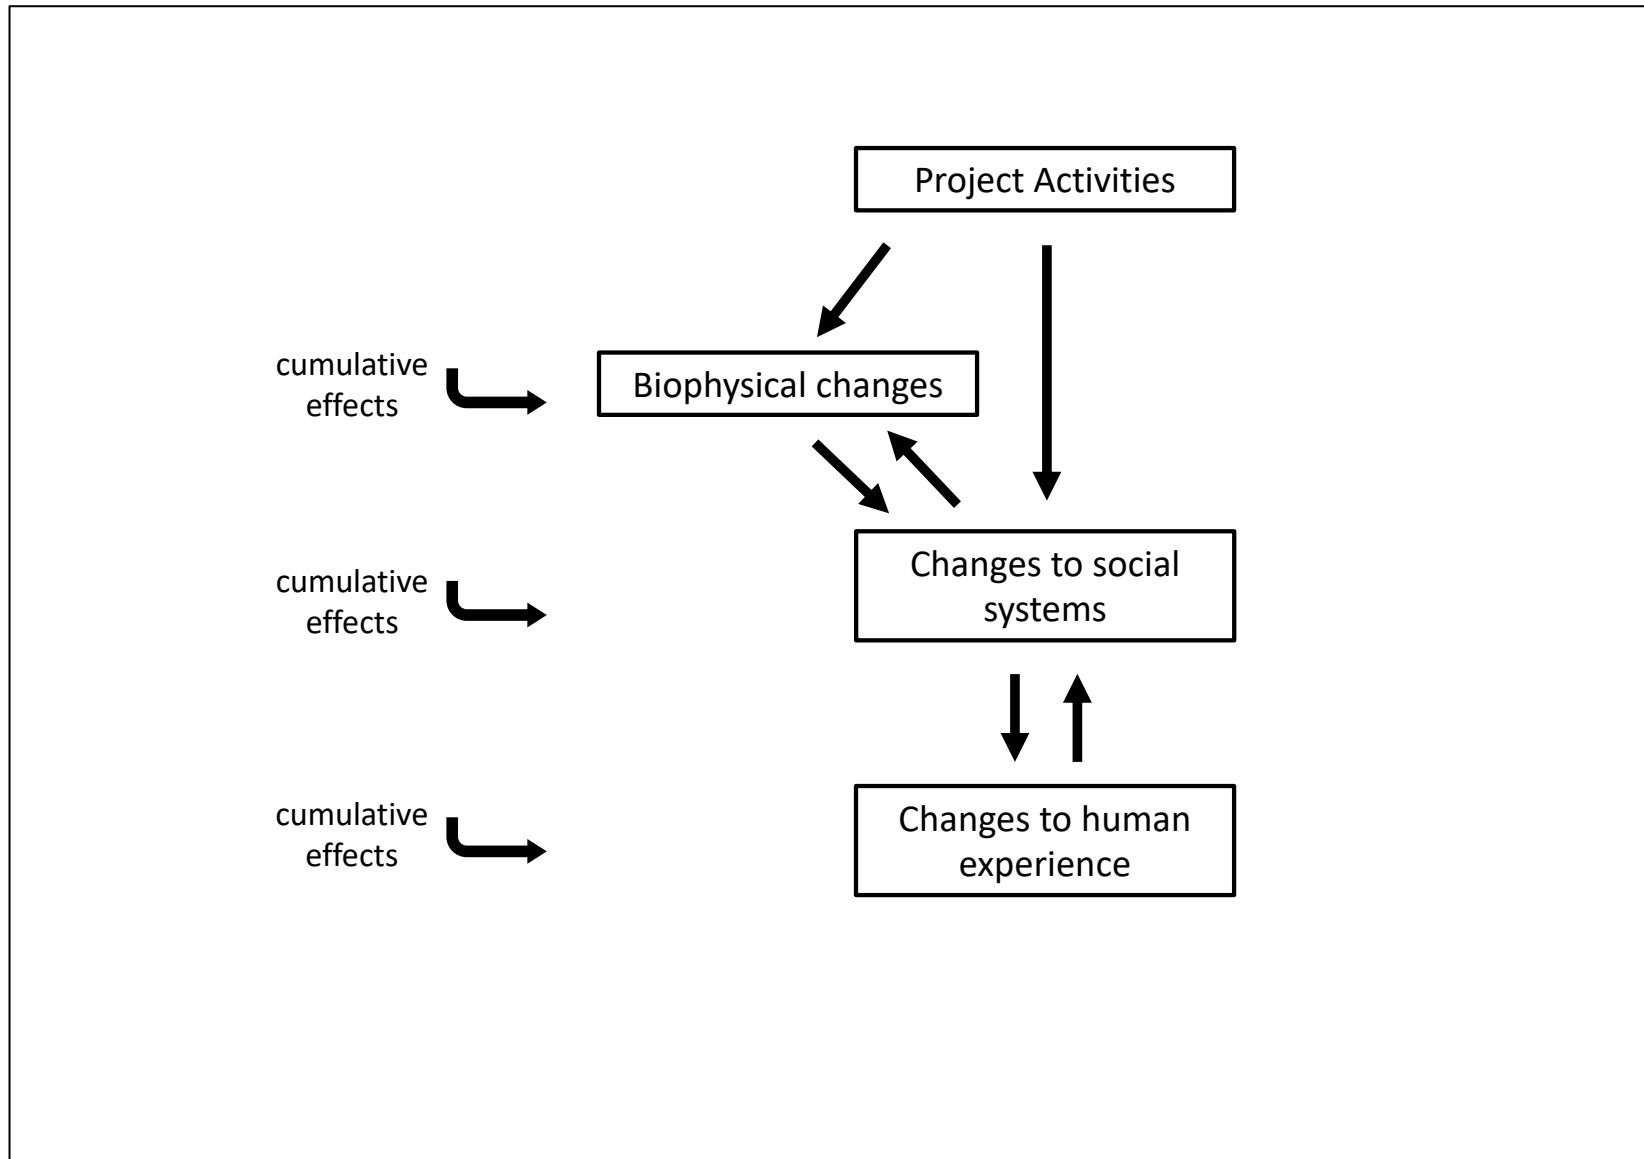 Project Activities
cumulative
effects
Biophysical changes
cumulative
effects
Changes to social
systems
cumulative
effects
Changes to human
experience